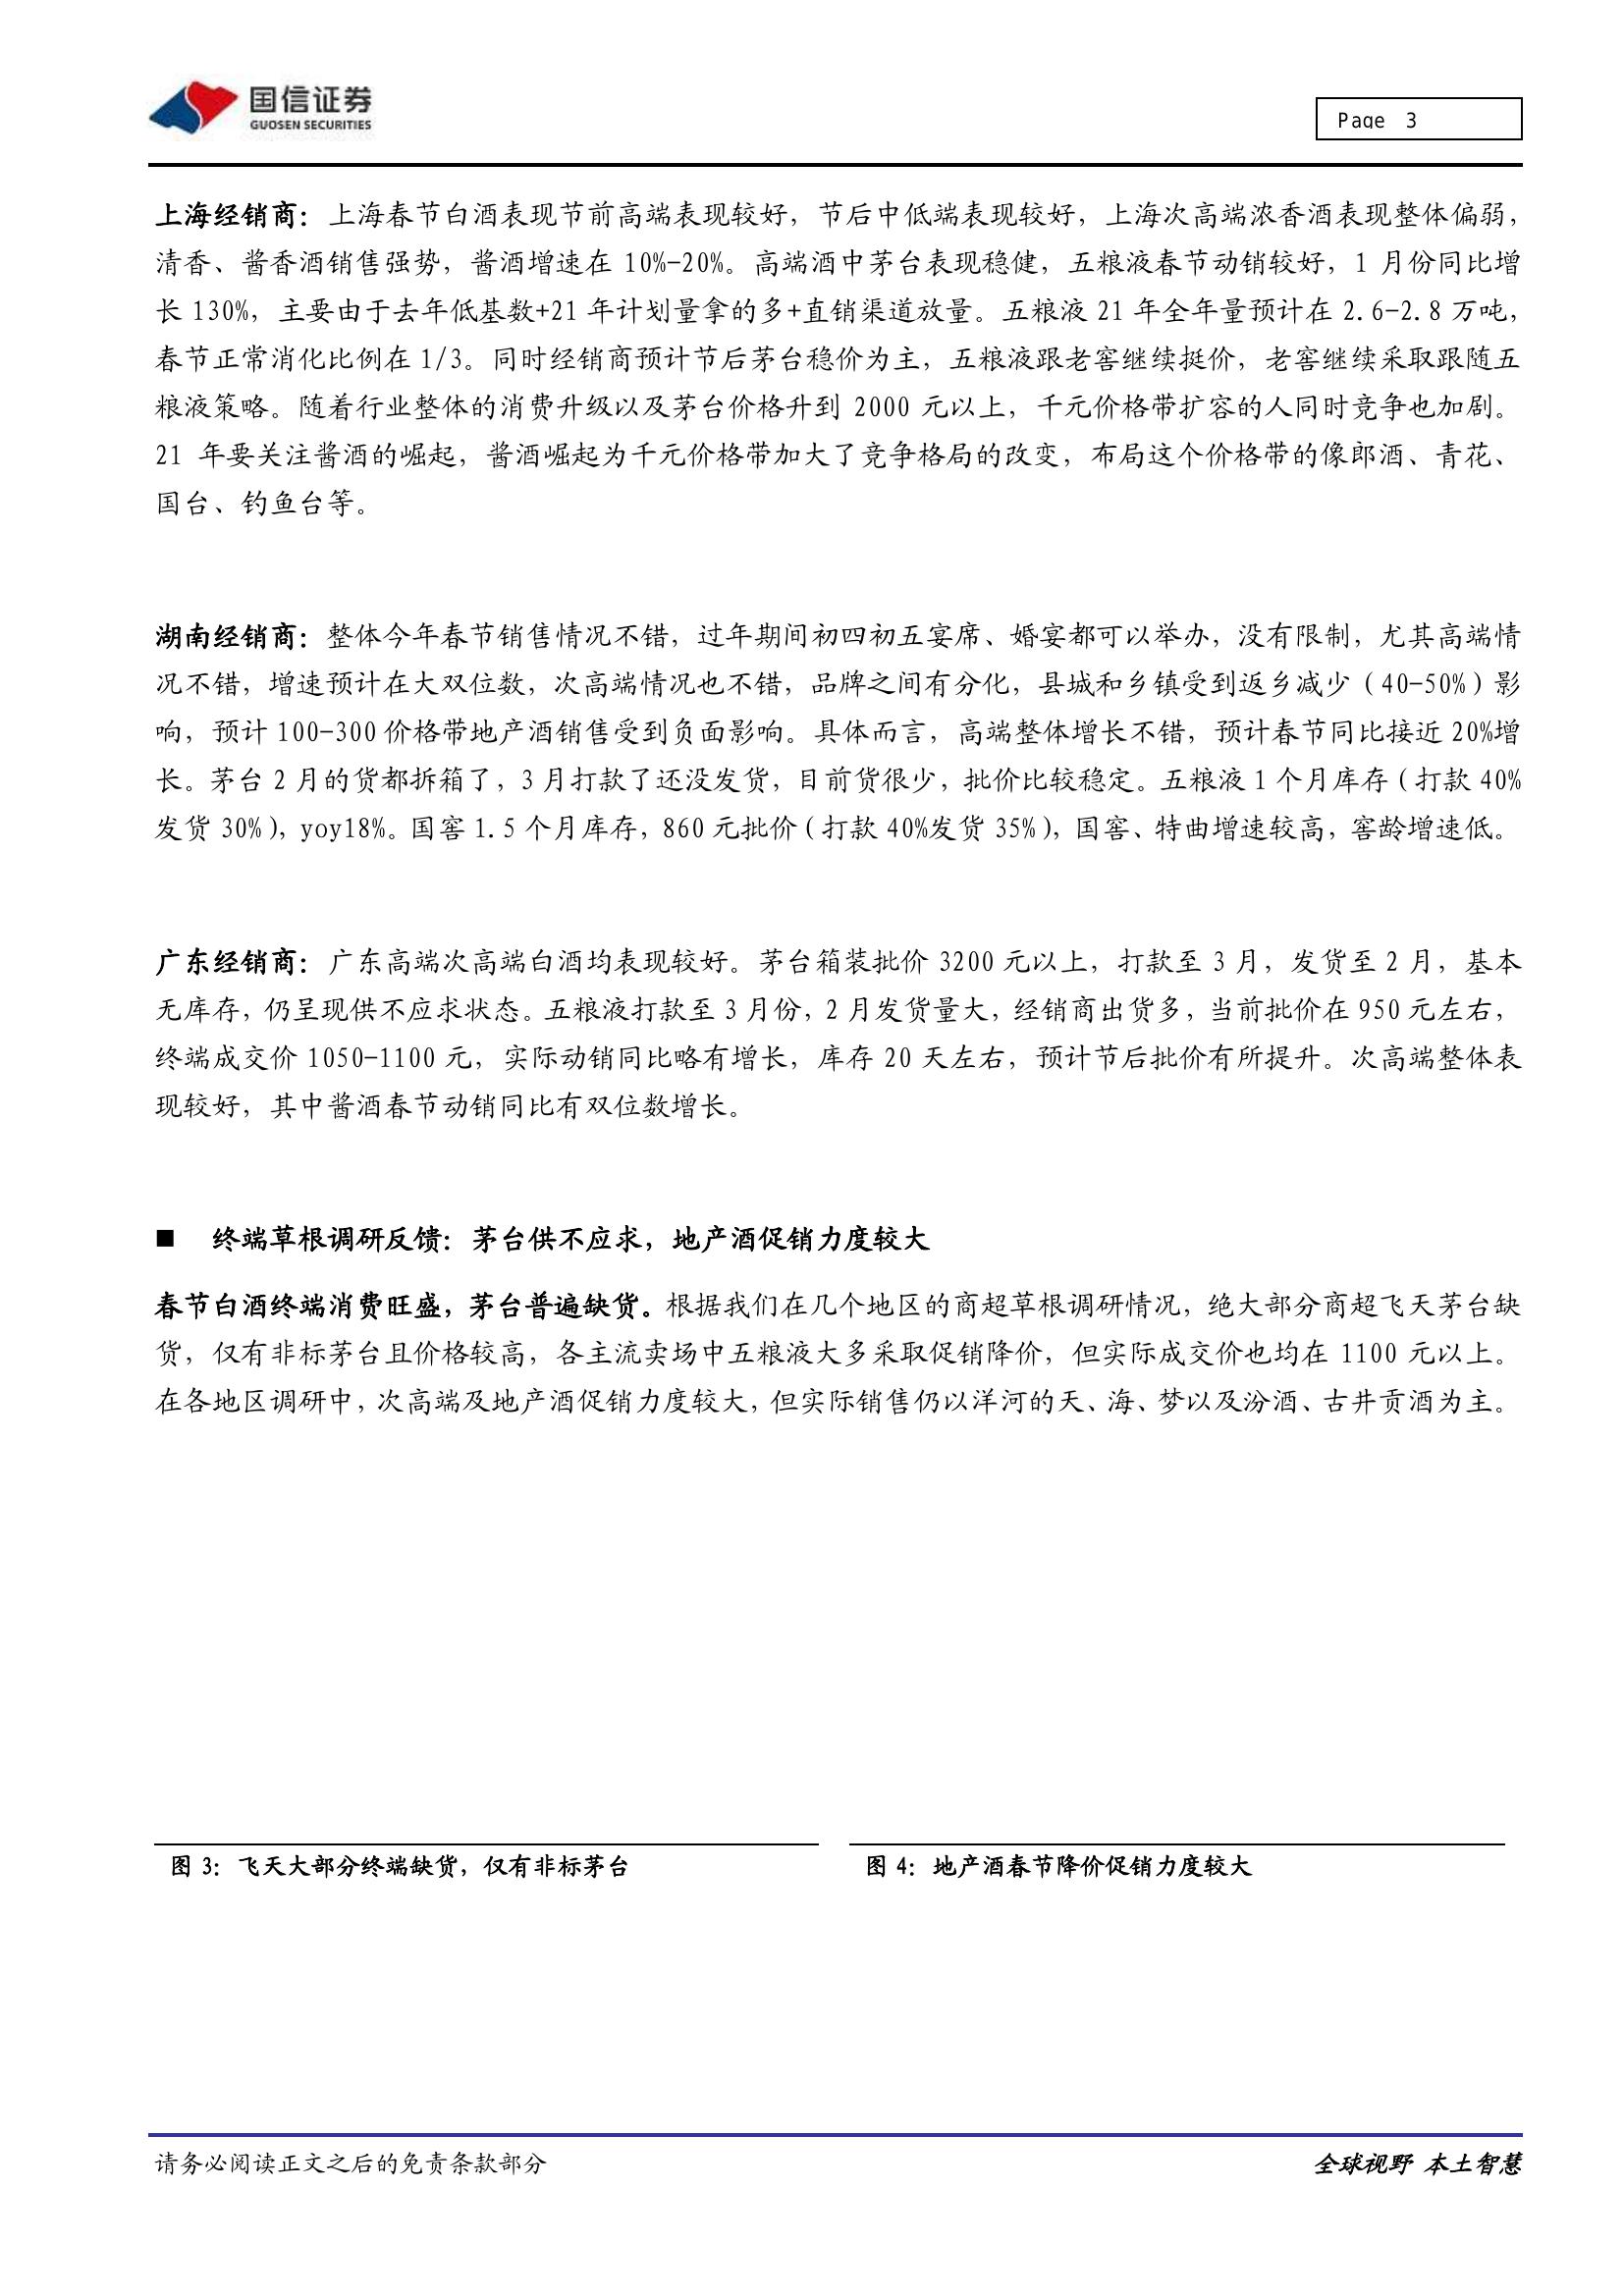 国信证券
GUOSEN SECURITIES
Page 3
上海经销商：上海春节白酒表现节前高端表现较好，节后中低端表现较好，上海次高端浓香酒表现整体偏弱，
清香、酱香酒销售强势，酱酒增速在 10%-20%。高端酒中茅台表现稳健，五粮液春节动销较好，1 月份同比增
长 130%，主要由于去年低基数+21 年计划量拿的多+直销渠道放量。五粮液 21 年全年量预计在 2.6-2.8 万吨，
春节正常消化比例在 1/3。同时经销商预计节后茅台稳价为主，五粮液跟老窖继续挺价，老窖继续采取跟随五
粮液策略。随着行业整体的消费升级以及茅台价格升到 2000 元以上，千元价格带扩容的人同时竞争也加剧。
21 年要关注酱酒的崛起，酱酒崛起为千元价格带加大了竞争格局的改变，布局这个价格带的像郎酒、青花、
国台、钓鱼台等。
湖南经销商：整体今年春节销售情况不错，过年期间初四初五宴席、婚宴都可以举办，没有限制，尤其高端情
况不错，增速预计在大双位数，次高端情况也不错，品牌之间有分化，县城和乡镇受到返乡减少（40-50%）影
响，预计 100-300 价格带地产酒销售受到负面影响。具体而言，高端整体增长不错，预计春节同比接近 20%增
长。茅台 2 月的货都拆箱了，3 月打款了还没发货，目前货很少，批价比较稳定。五粮液 1 个月库存（打款 40%
发货 30%），yoy18%。国窖 1.5 个月库存，860 元批价（打款 40%发货 35%），国窖、特曲增速较高，窖龄增速低。
广东经销商：广东高端次高端白酒均表现较好。茅台箱装批价 3200 元以上，打款至 3 月，发货至 2 月，基本
无库存，仍呈现供不应求状态。五粮液打款至 3 月份，2 月发货量大，经销商出货多，当前批价在 950 元左右，
终端成交价 1050-1100 元，实际动销同比略有增长，库存 20 天左右，预计节后批价有所提升。次高端整体表
现较好，其中酱酒春节动销同比有双位数增长。
■ 终端草根调研反馈：茅台供不应求，地产酒促销力度较大
春节白酒终端消费旺盛，茅台普遍缺货。根据我们在几个地区的商超草根调研情况，绝大部分商超飞天茅台缺
货，仅有非标茅台且价格较高，各主流卖场中五粮液大多采取促销降价，但实际成交价也均在 1100 元以上。
在各地区调研中，次高端及地产酒促销力度较大，但实际销售仍以洋河的天、海、梦以及汾酒、古井贡酒为主。
图 3：飞天大部分终端缺货，仅有非标茅台
图 4：地产酒春节降价促销力度较大
请务必阅读正文之后的免责条款部分
全球视野 本土智慧